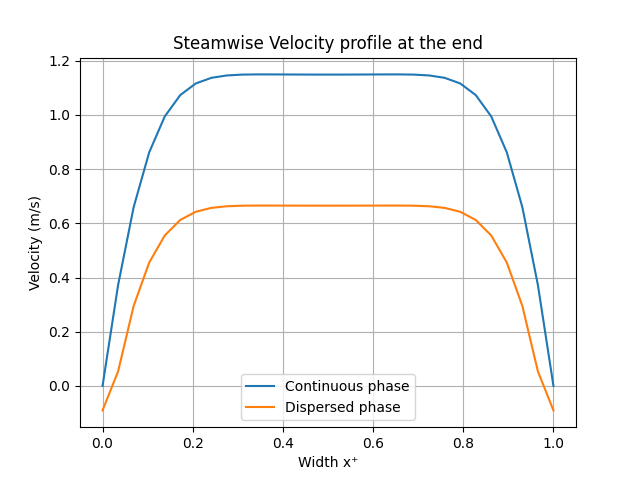 Steamwise Velocity profile at the end
Velocity (m/s)
1.2
1.0
0.8
0.6
0.4
0.2
0.0
Continuous phase
Dispersed phase
0.0 0.2 0.4 0.6 0.8 1.0
Width x⁺